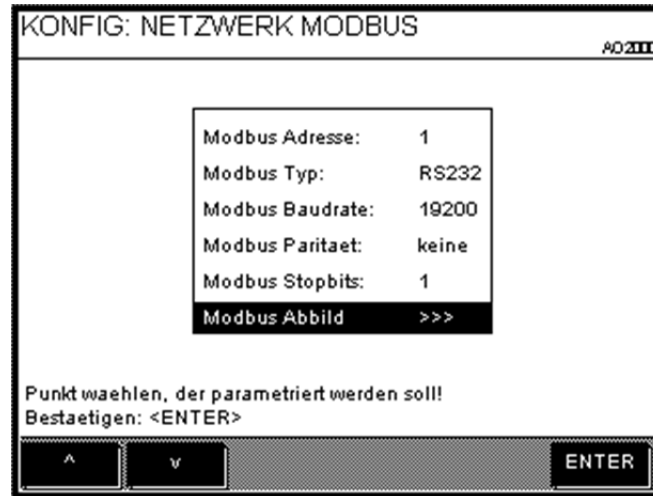 KONFIG: NETZWERK MODBUS
AO2000
Modbus Adresse: 1
Modbus Typ: RS232
Modbus Baudrate: 19200
Modbus Paritaet: keine
Modbus Stopbits: 1
Modbus Abbild >>>
Punkt waehlen, der parametriert werden soll!
Bestaetigen: <ENTER>
^ v ENTER